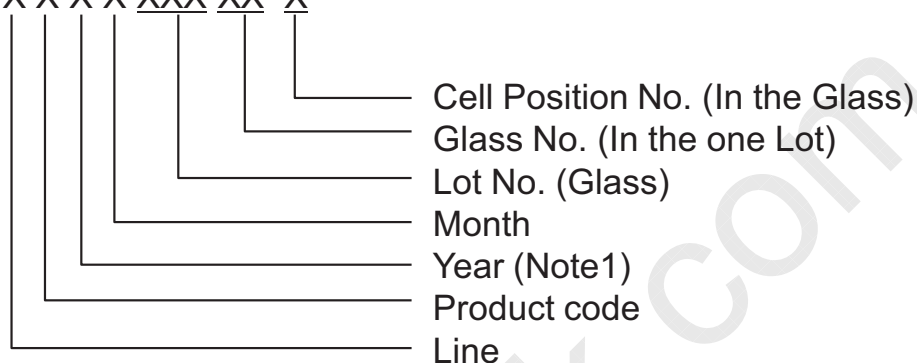 X X X X XXX XX X
Cell Position No. (In the Glass)
Glass No. (In the one Lot)
Lot No. (Glass)
Month
Year (Note1)
Product code
Line
com